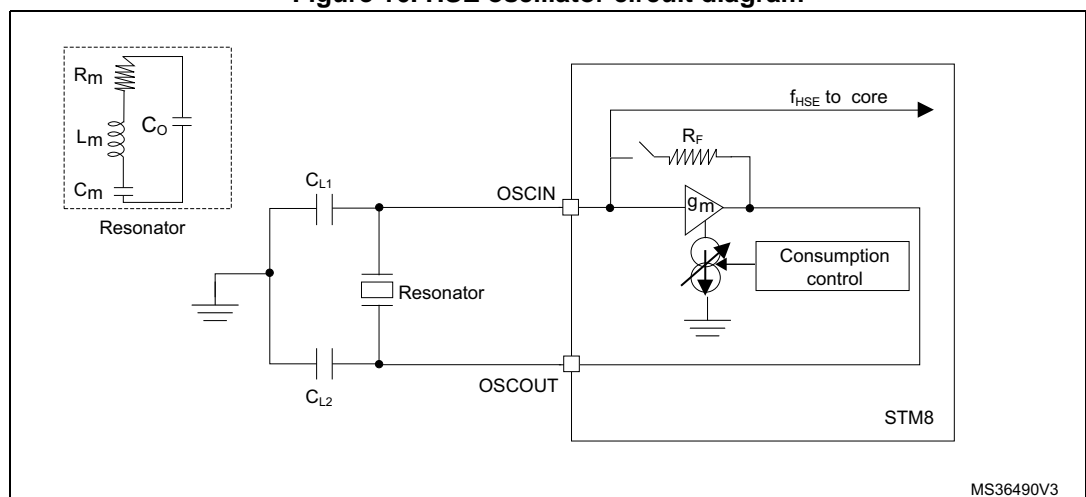 Figure HSE oscillator circuit diagram
Rm
Lm
Cm
CO
Resonator
CL1
CL2
Resonator
OSCIN
OSCOUT
fHSE to core
RF
gm
Consumption
control
STM8
MS36490V3